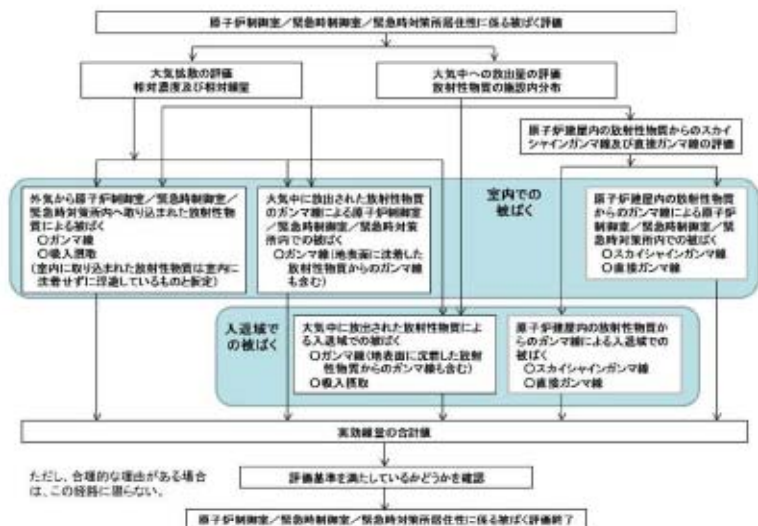 原子炉制御室／緊急時制御室／緊急時対策所居住性に係る被ばく評価
大気拡散の評価
相対濃度及び相対線量
大気中への放出量の評価
放射性物質の施設内分布
原子炉建屋内の放射性物質からのスカイ
シャインガンマ線及び直接ガンマ線の評価
室内での
被ばく
外気から原子炉制御室／緊急時制御室／
緊急時対策所内へ取り込まれた放射性物
質による被ばく
○ガンマ線
○吸入摂取
(室内に取り込まれた放射性物質は室内に
沈着せずに浮遊しているものと仮定)
大気中に放出された放射性物質
のガンマ線による原子炉制御室
／緊急時制御室／緊急時対策
所内での被ばく
○ガンマ線(地表面に沈着した
放射性物質からのガンマ線
も含む)
原子炉建屋内の放射性物質
からのガンマ線による原子炉
制御室／緊急時制御室／緊
急時対策所内での被ばく
○スカイシャインガンマ線
○直接ガンマ線
入退域で
の被ばく
大気中に放出された放射性物質によ
る入退域での被ばく
○ガンマ線(地表面に沈着した放射
性物質からのガンマ線も含む)
○吸入摂取
原子炉建屋内の放射性物質か
らのガンマ線による入退域での
被ばく
○スカイシャインガンマ線
○直接ガンマ線
実効線量の合計値
ただし、合理的な理由がある場合
は、この経路に限らない。
評価基準を満たしているかどうかを確認
原子炉制御室／緊急時制御室／緊急時対策所居住性に係る被ばく評価終了